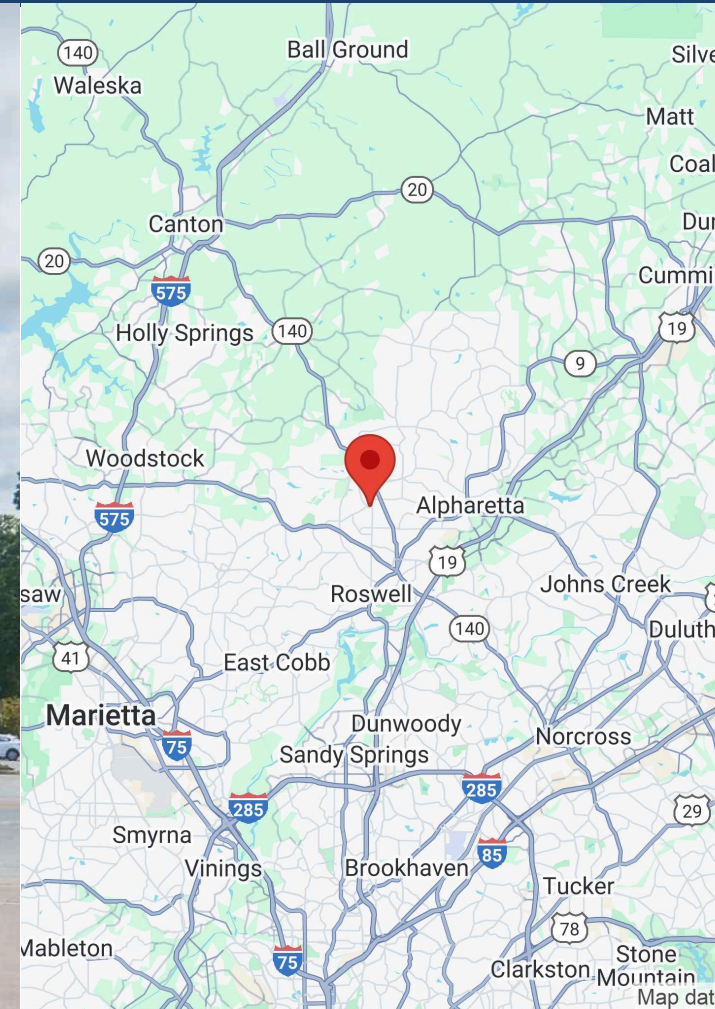 140
Ball Ground
Waleska
Matt
20
Canton
20
575
Holly Springs
140
19
9
Woodstock
Alpharetta
575
19
Roswell
Johns Creek
140
Duluth
41
East Cobb
Marietta
75
Dunwoody
Norcross
Sandy Springs
285
285
29
Smyrna
85
Vinings
Brookhaven
Tucker
78
Mableton
75
Clarkston
Stone
Mountain
Map dat